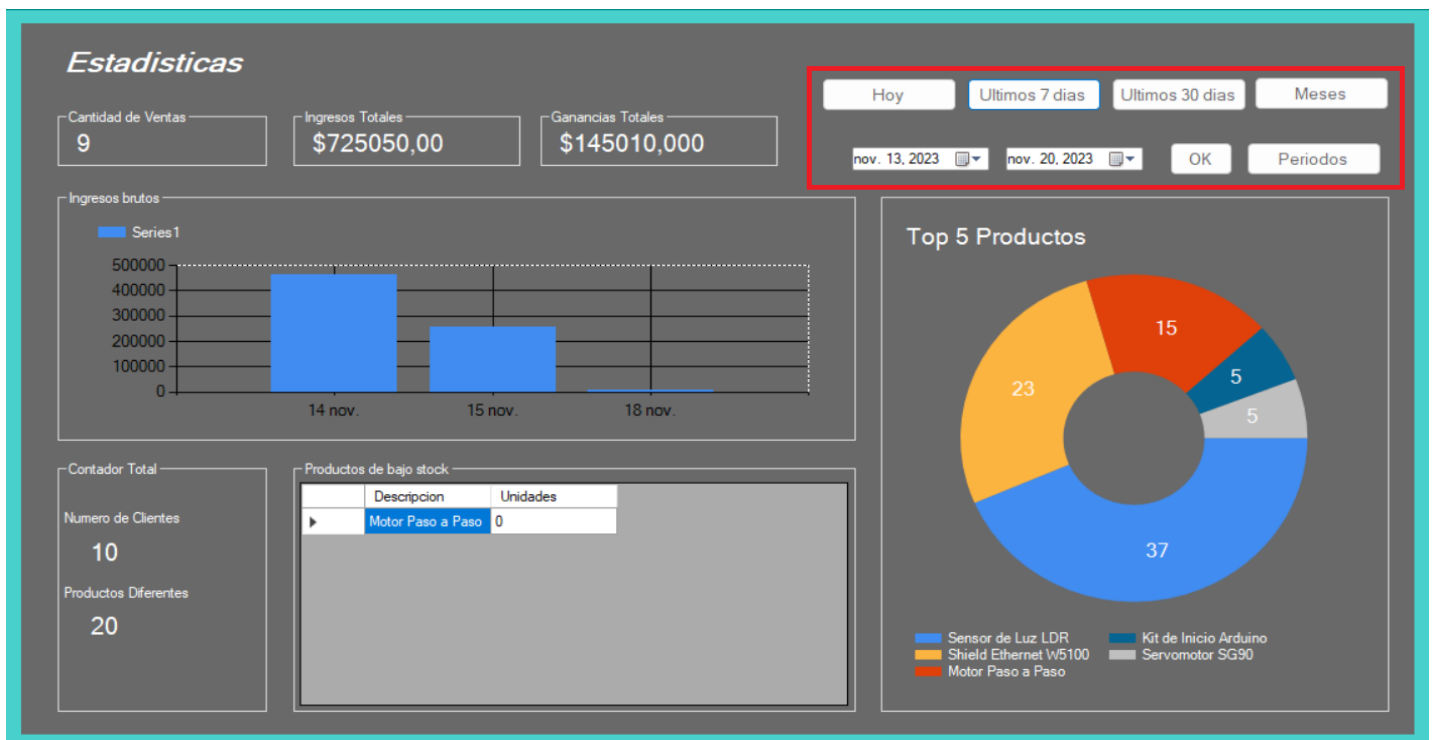 Estadisticas
Hoy
Ultimos 7 dias
Ultimos 30 dias
Meses
Cantidad de Ventas
9
Ingresos Totales
$725050,00
Ganancias Totales
$145010,000
nov. 13, 2023
nov. 20, 2023
OK
Periodos
Ingresos brutos
Series1
500000
400000
300000
200000
100000
0
14 nov.
15 nov.
18 nov.
Top 5 Productos
15
5
5
23
37
Sensor de Luz LDR
Shield Ethernet W5100
Motor Paso a Paso
Kit de Inicio Arduino
Servomotor SG90
Contador Total
Numero de Clientes
10
Productos Diferentes
20
Productos de bajo stock
Descripcion Unidades
Motor Paso a Paso 0